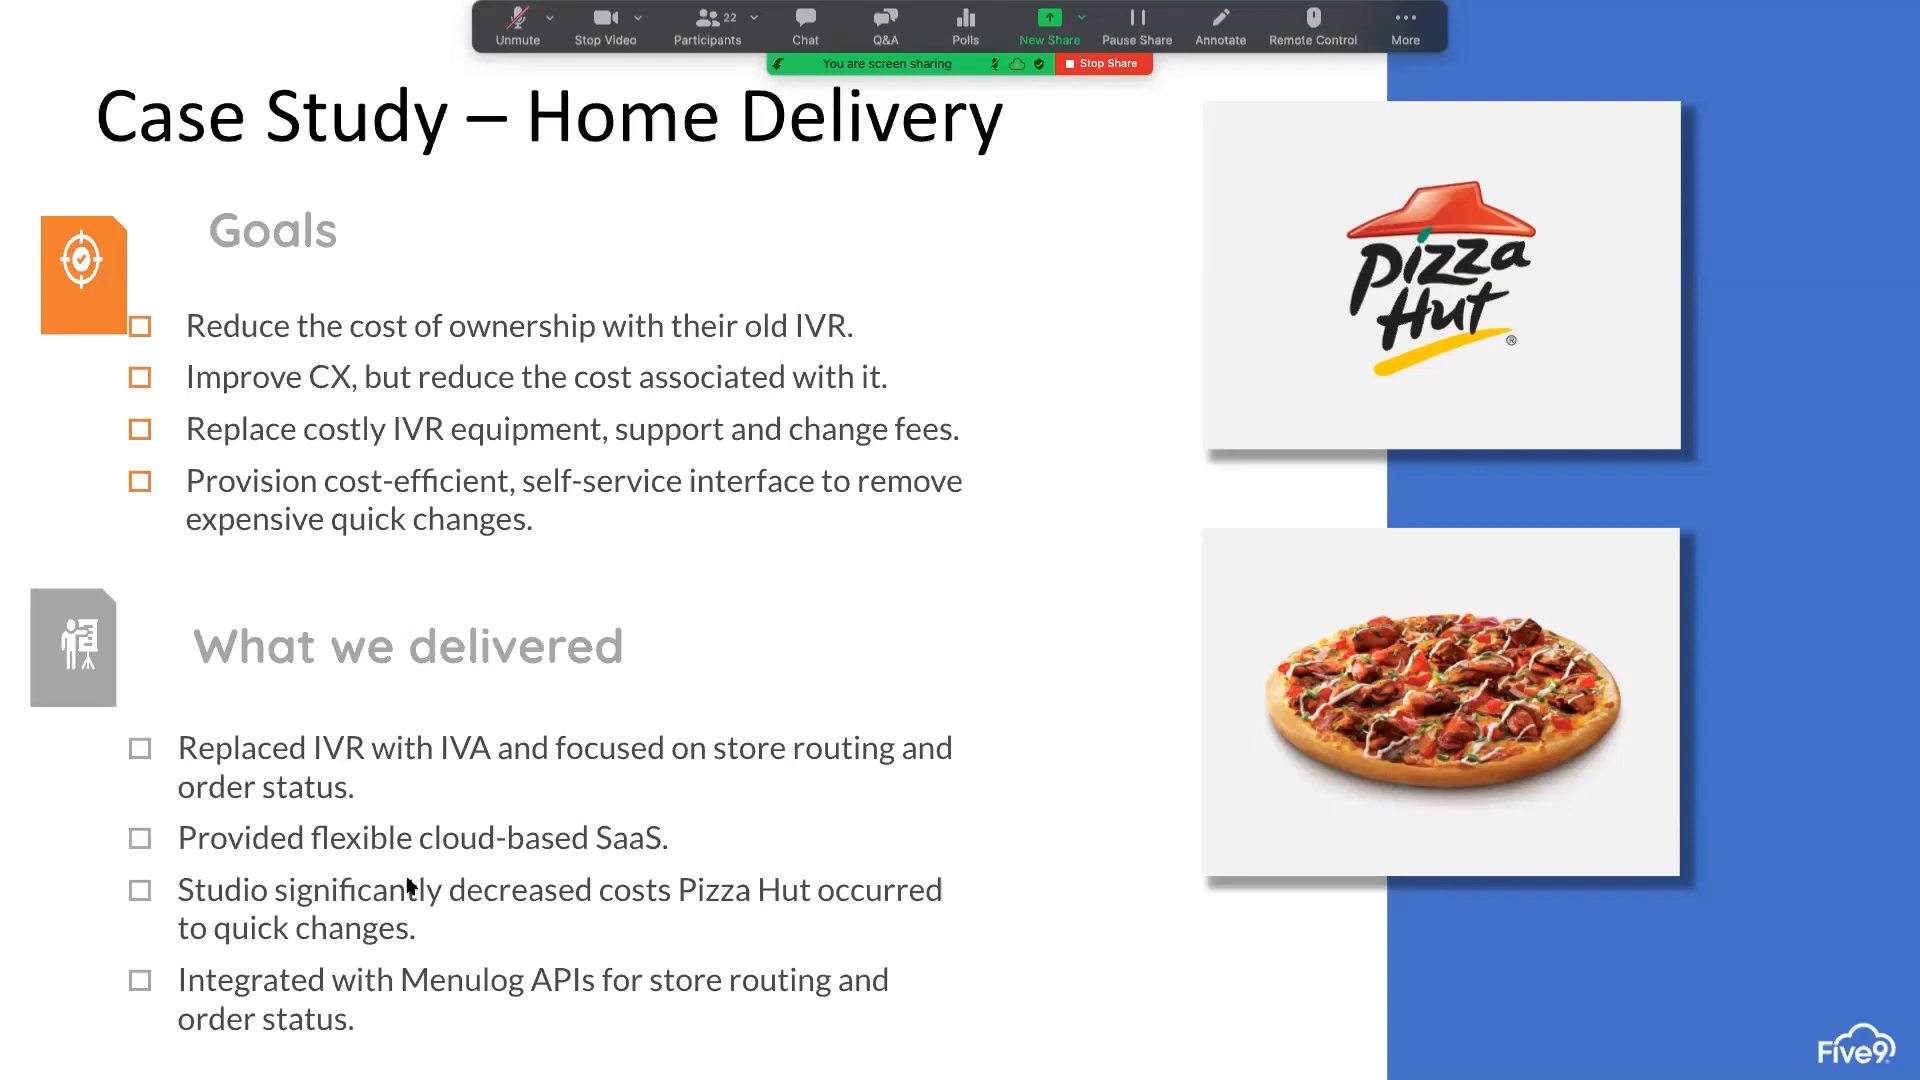 Unmute
Stop Video
22
Participants
Chat
Q&A
Polls
New Share
Pause Share
Annotate
Remote Control
More
You are screen sharing
Stop Share
Case Study – Home Delivery
Goals
Reduce the cost of ownership with their old IVR.
Improve CX, but reduce the cost associated with it.
Replace costly IVR equipment, support and change fees.
Provision cost-efficient, self-service interface to remove
expensive quick changes.
What we delivered
Replaced IVR with IVA and focused on store routing and
order status.
Provided flexible cloud-based SaaS.
Studio significantly decreased costs Pizza Hut occurred
to quick changes.
Integrated with Menulog APIs for store routing and
order status.
Pizza
Hut
®
Five9